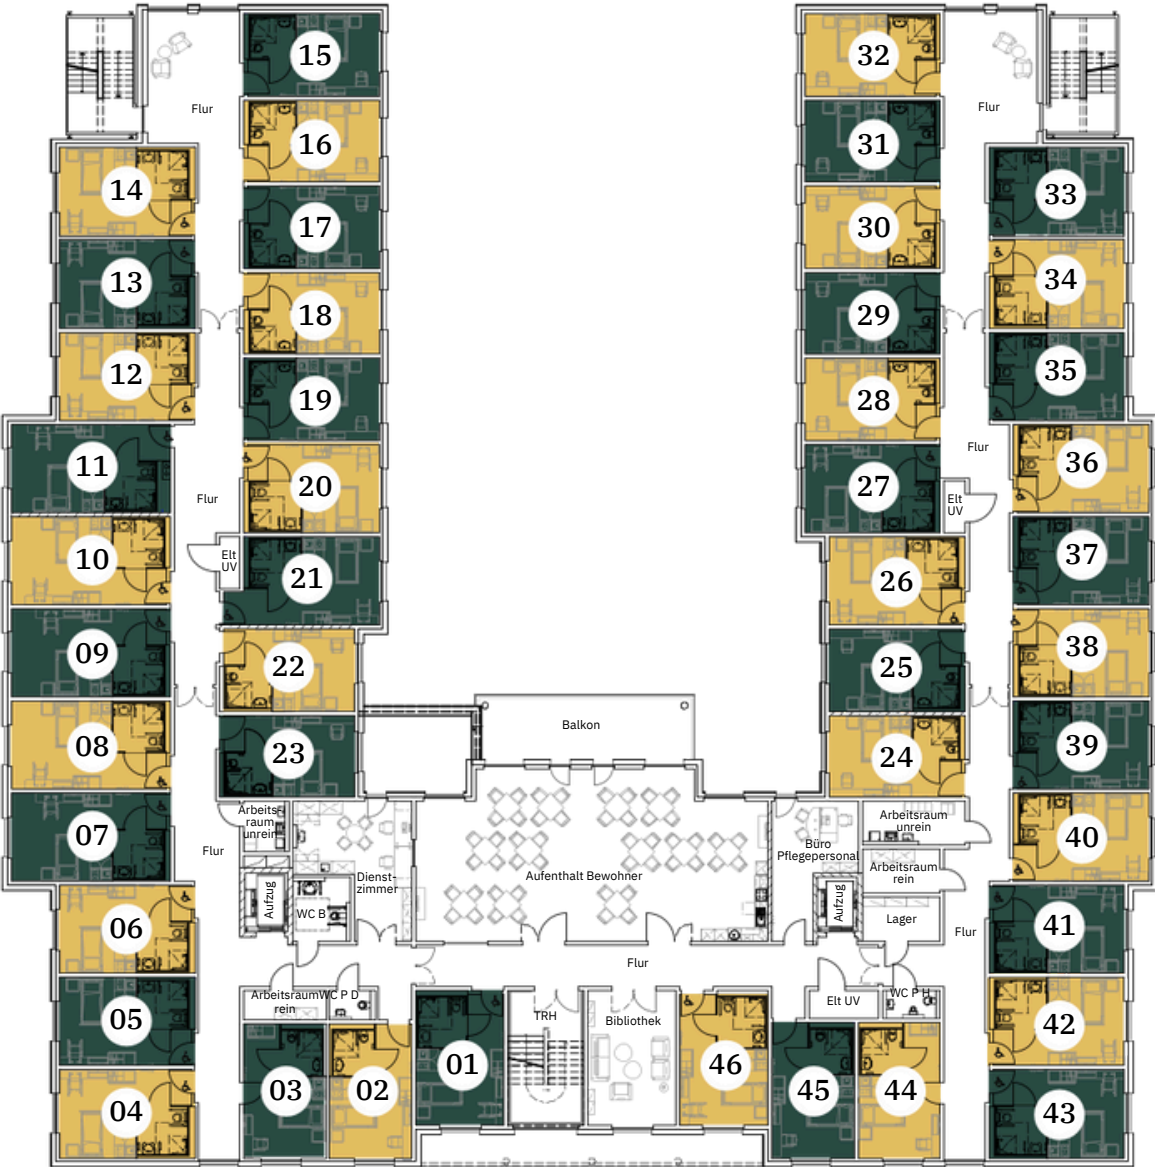 15
32
Flur
Flur
16
31
14
33
17
30
13
34
18
29
12
35
19
28
11
36
Flur
20
27
Flur
Elt
UV
10
Elt
UV
21
26
37
09
22
25
38
08
23
Balkon
24
39
07
Arbeits-
raum
unrein
Flur
Dienst-
zimmer
Aufenthalt Bewohner
Büro
Pflegepersonal
Arbeitsraum
unrein
Arbeitsraum
rein
40
Aufzug
WC B
Aufzug
Lager
06
Flur
41
Flur
05
Arbeitsraum
rein
WC P D
TRH
Bibliothek
Elt UV
WC P H
42
01
46
03
02
45
44
04
43